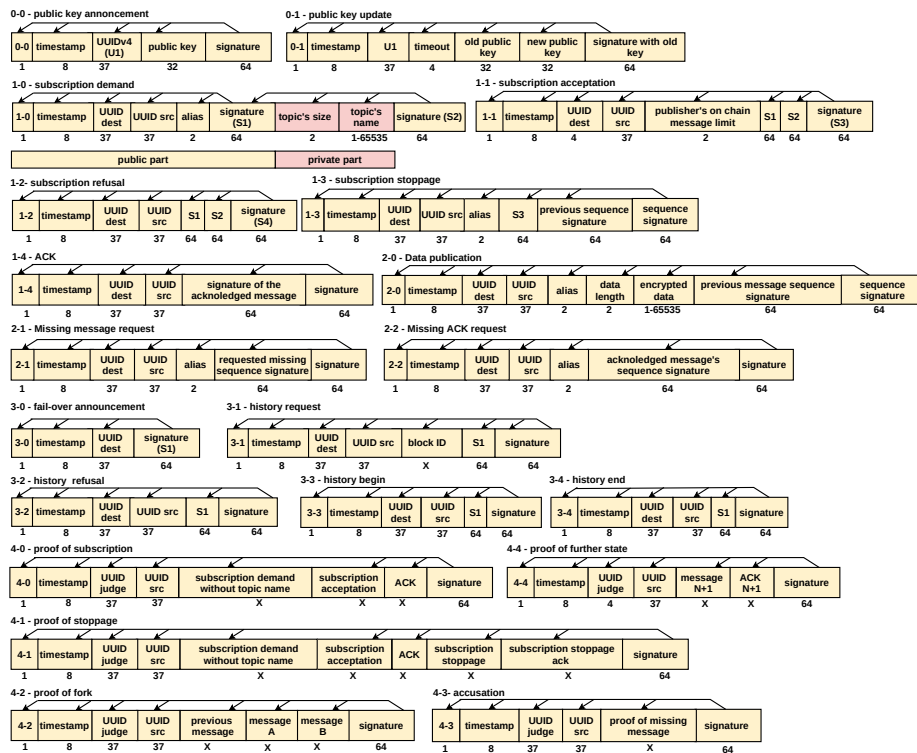 0-0 - public key annoncement
0-0 timestamp UUIDv4 (U1) public key signature
1 8 37 32 64
0-1 - public key update
0-1 timestamp U1 timeout old public key new public key signature with old key
1 8 37 4 32 32 64
1-0 - subscription demand
1-0 timestamp UUID dest UUID src alias signature (S1) topic's size topic's name signature (S2)
1 8 37 37 2 64 2 1-65535 64
public part private part
1-1 - subscription acceptation
1-1 timestamp UUID dest UUID src publisher's on chain message limit S1 S2 signature (S3)
1 8 4 37 2 64 64 64
1-2- subscription refusal
1-2 timestamp UUID dest UUID src S1 S2 signature (S4)
1 8 37 37 64 64 64
1-3 - subscription stoppage
1-3 timestamp UUID dest UUID src alias S3 previous sequence signature sequence signature
1 8 37 37 2 64 64 64
1-4 - ACK
1-4 timestamp UUID dest UUID src signature of the acknoledged message signature
1 8 37 37 64 64
2-0 - Data publication
2-0 timestamp UUID dest UUID src alias data length encrypted data previous message sequence signature sequence signature
1 8 37 37 2 2 1-65535 64 64
2-1 - Missing message request
2-1 timestamp UUID dest UUID src alias requested missing sequence signature signature
1 8 37 37 2 64 64
2-2 - Missing ACK request
2-2 timestamp UUID dest UUID src alias acknoledged message's sequence signature signature
1 8 37 37 2 64 64
3-0 - fail-over announcement
3-0 timestamp UUID dest signature (S1)
1 8 37 64
3-1 - history request
3-1 timestamp UUID dest UUID src block ID S1 signature
1 8 37 37 X 64 64
3-2 - history refusal
3-2 timestamp UUID dest UUID src S1 signature
1 8 37 37 64 64
3-3 - history begin
3-3 timestamp UUID dest UUID src S1 signature
1 8 37 37 64 64
3-4 - history end
3-4 timestamp UUID dest UUID src S1 signature
1 8 37 37 64 64
4-0 - proof of subscription
4-0 timestamp UUID judge UUID src subscription demand without topic name subscription acceptation ACK signature
1 8 37 37 X X X 64
4-4 - proof of further state
4-4 timestamp UUID judge UUID src message N+1 ACK N+1 signature
1 8 4 37 X X 64
4-1 - proof of stoppage
4-1 timestamp UUID judge UUID src subscription demand without topic name subscription acceptation ACK subscription stoppage subscription stoppage ack signature
1 8 37 37 X X X X X 64
4-2 - proof of fork
4-2 timestamp UUID judge UUID src previous message message A message B signature
1 8 37 37 X X X 64
4-3- accusation
4-3 timestamp UUID judge UUID src proof of missing message signature
1 8 37 37 X 64